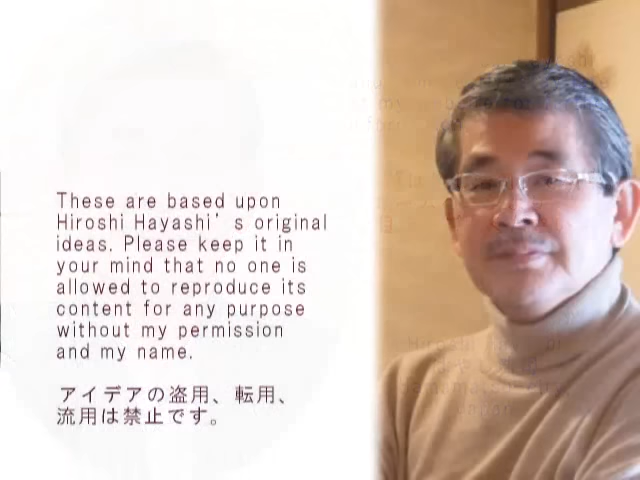 These are based upon
Hiroshi Hayashi's original
ideas. Please keep it in
your mind that no one is
allowed to reproduce its
content for any purpose
without my permission
and my name.
アイデアの盗用、転用、
流用は禁止です。